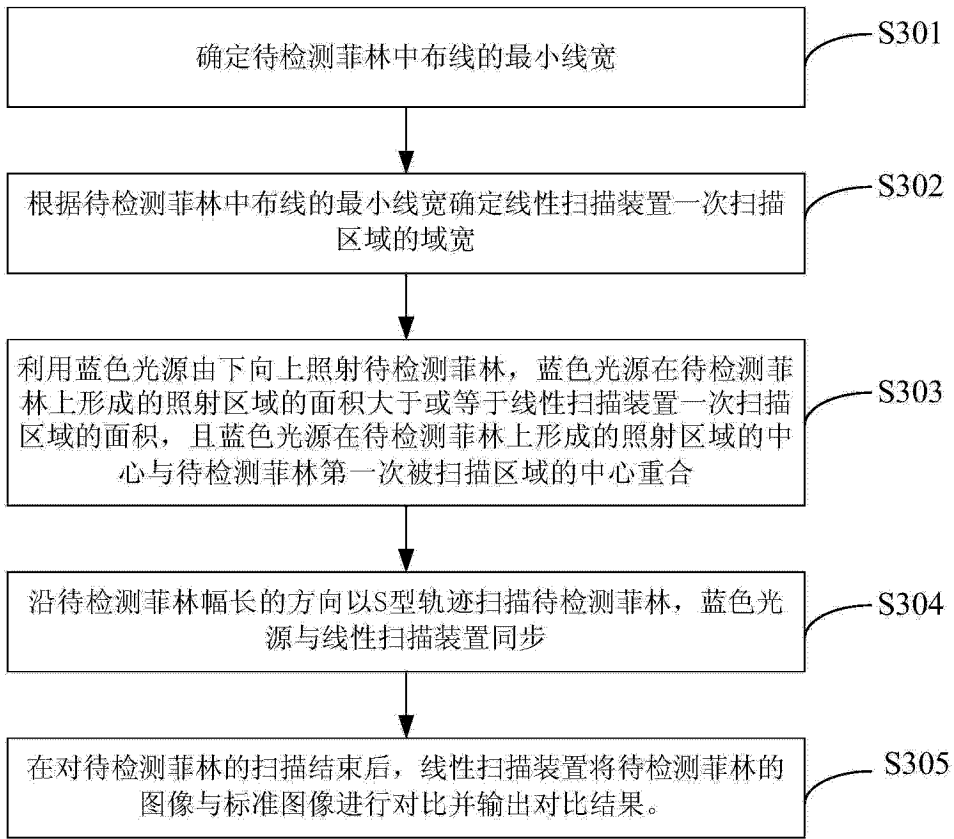 确定待检测菲林中布线的最小线宽
S301
根据待检测菲林中布线的最小线宽确定线性扫描装置一次扫描
区域的域宽
S302
利用蓝色光源由下向上照射待检测菲林，蓝色光源在待检测菲
林上形成的照射区域的面积大于或等于线性扫描装置一次扫描
区域的面积，且蓝色光源在待检测菲林上形成的照射区域的中
心与待检测菲林第一次被扫描区域的中心重合
S303
沿待检测菲林幅长的方向以S型轨迹扫描待检测菲林，蓝色光
源与线性扫描装置同步
S304
在对待检测菲林的扫描结束后，线性扫描装置将待检测菲林的
图像与标准图像进行对比并输出对比结果。
S305